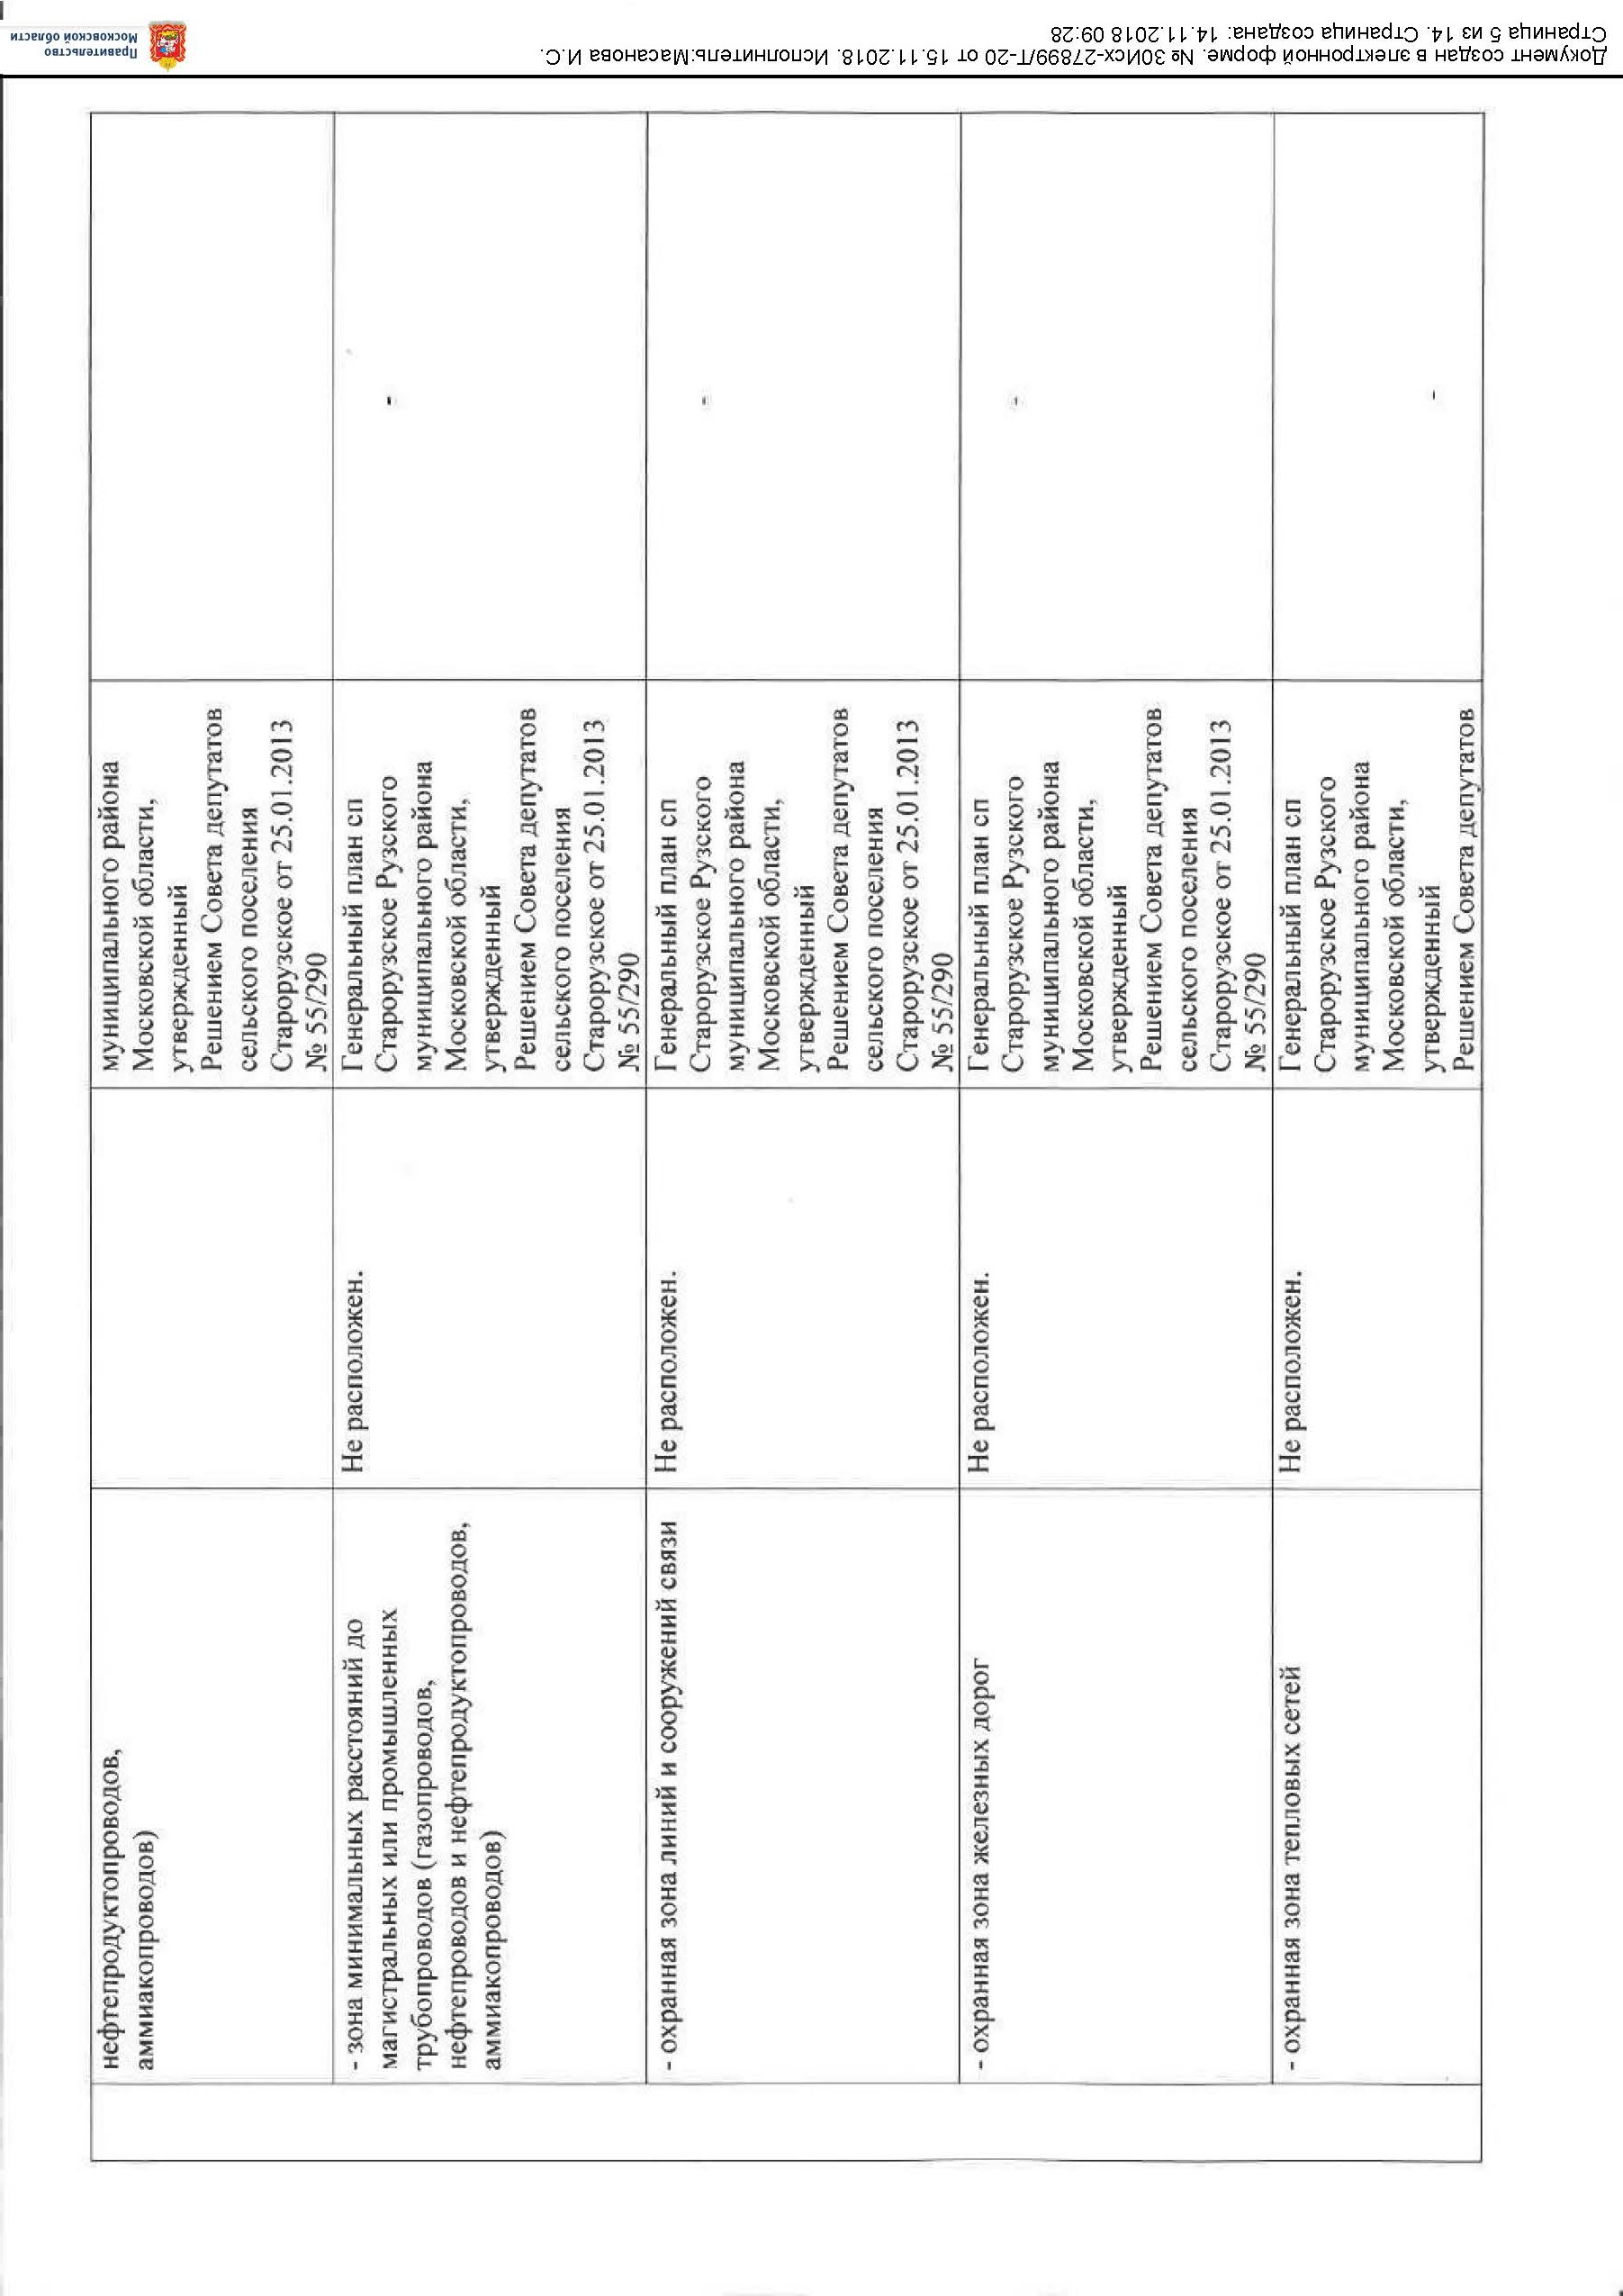 нефтепродуктопроводов,
аммиакопроводов)
муниципального района
Московской области,
утвержденный
Решением Совета депутатов
сельского поселения
Старорузское от 25.01.2013
№ 55/290
- зона минимальных расстояний до
магистральных или промышленных
трубопроводов (газопроводов,
нефтепроводов и нефтепродуктопроводов,
аммиакопроводов)
Не расположен.
Генеральный план сп
Старорузское Рузского
муниципального района
Московской области,
утвержденный
Решением Совета депутатов
сельского поселения
Старорузское от 25.01.2013
№ 55/290
-
- охранная зона линий и сооружений связи
Не расположен.
Генеральный план сп
Старорузское Рузского
муниципального района
Московской области,
утвержденный
Решением Совета депутатов
сельского поселения
Старорузское от 25.01.2013
№ 55/290
-
- охранная зона железных дорог
Не расположен.
Генеральный план сп
Старорузское Рузского
муниципального района
Московской области,
утвержденный
Решением Совета депутатов
сельского поселения
Старорузское от 25.01.2013
№ 55/290
-
- охранная зона тепловых сетей
Не расположен.
Генеральный план сп
Старорузское Рузского
муниципального района
Московской области,
утвержденный
Решением Совета депутатов
-
Документ создан в электронной форме. № 30Исх-27899/Т-20 от 15.11.2018. Исполнитель:Масанова И.С.
Страница 5 из 14. Страница создана: 14.11.2018 09:28
Правительство
Московской области